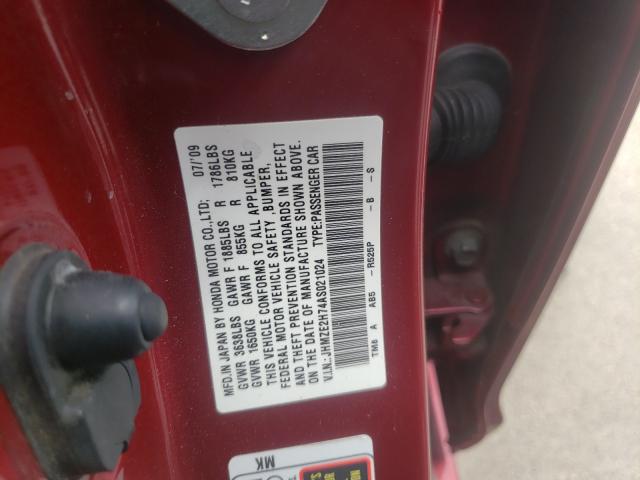 MFD.IN JAPAN BY HONDA MOTOR CO.,LTD; 07/'09
GVWR 3638LBS GAWR F 1885LBS R 1786LBS
GVWR 1650KG GAWR F 855KG R 810KG
THIS VEHICLE CONFORMS TO ALL APPLICABLE
FEDERAL MOTOR VEHICLE SAFETY ,BUMPER,
AND THEFT PREVENTION STANDARDS IN EFFECT
ON THE DATE OF MANUFACTURE SHOWN ABOVE.
V.I.N.: JHMZE2H74AS021024 TYPE:PASSENGER CAR
TM8 A AB5 -R525P -B -S
MK